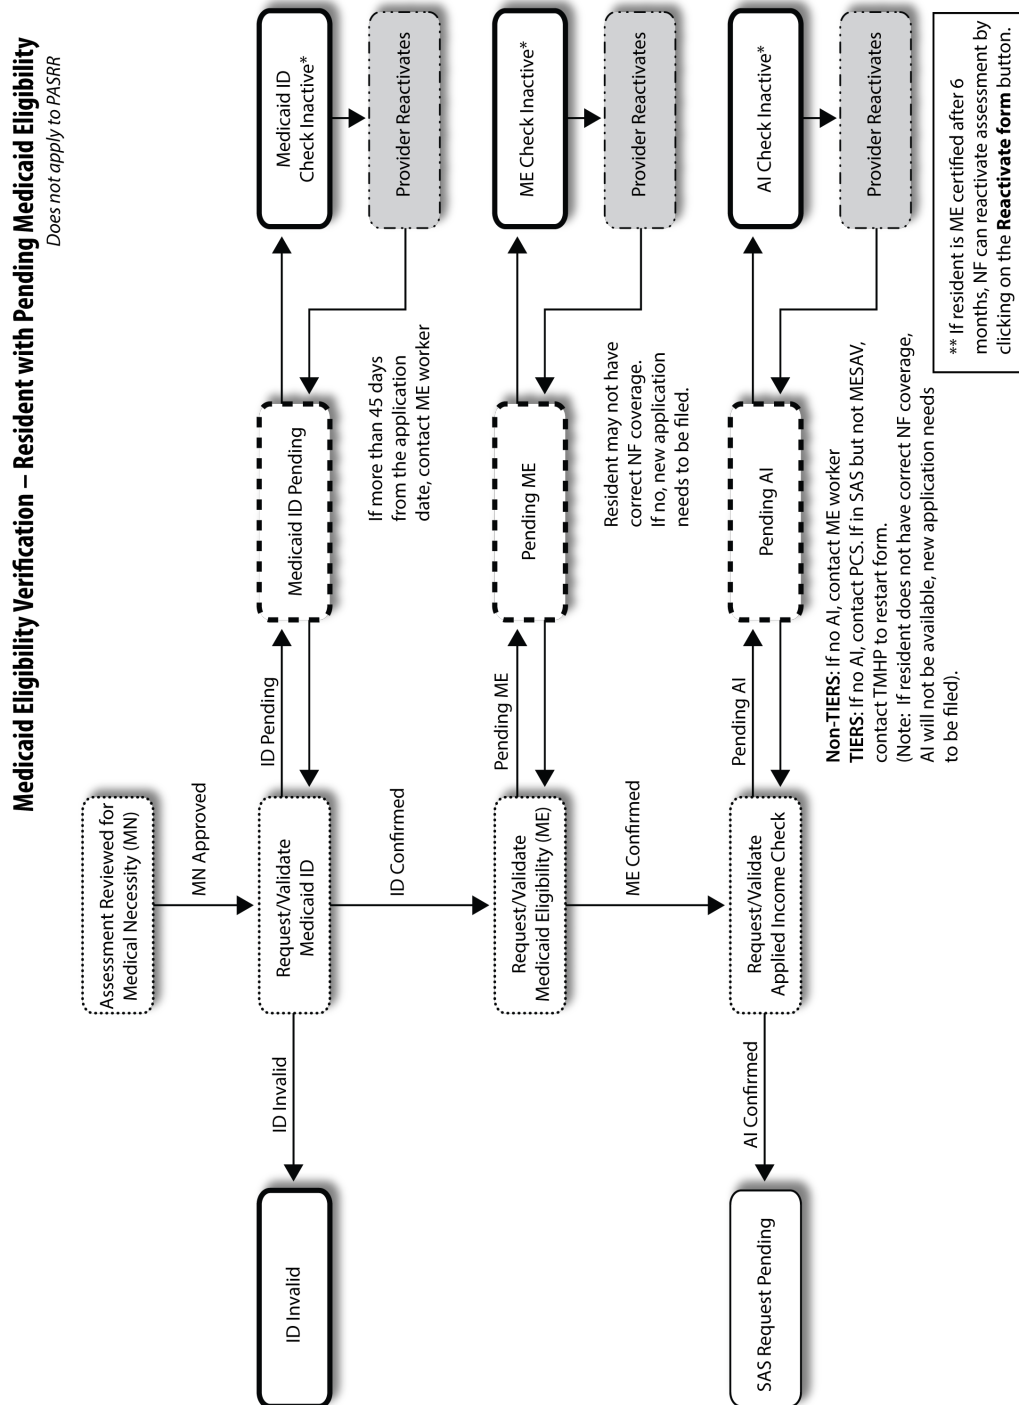 Medicaid Eligibility Verification – Resident with Pending Medicaid Eligibility
Does not apply to PASRR
Assessment Reviewed for
Medical Necessity (MN)
MN Approved
ID Invalid
ID Invalid
Request/Validate
Medicaid ID
ID Pending
Medicaid ID Pending
Medicaid ID
Check Inactive*
Provider Reactivates
If more than 45 days
from the application
date, contact ME worker
ID Confirmed
Request/Validate
Medicaid Eligibility (ME)
Pending ME
Pending ME
ME Check Inactive*
Provider Reactivates
Resident may not have
correct NF coverage.
If no, new application
needs to be filed.
ME Confirmed
SAS Request Pending
AI Confirmed
Request/Validate
Applied Income Check
Pending AI
Pending AI
AI Check Inactive*
Provider Reactivates
Non-TIERS: If no AI, contact ME worker
TIERS: If no AI, contact PCS. If in SAS but not MESAV,
contact TMHP to restart form.
(Note: If resident does not have correct NF coverage,
AI will not be available, new application needs
to be filed).
** If resident is ME certified after 6
months, NF can reactivate assessment by
clicking on the Reactivate form button.